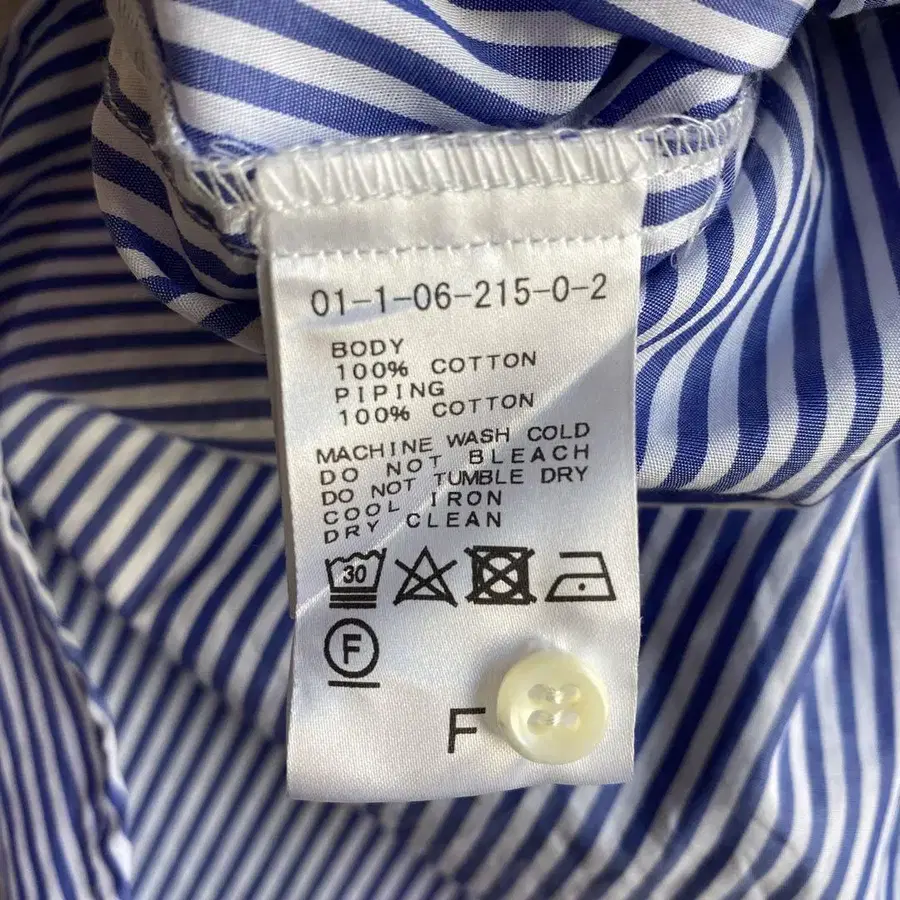 01-1-06-215-0-2
BODY
100% COTTON
PIPING
100% COTTON
MACHINE WASH COLD
DO NOT BLEACH
DO NOT TUMBLE DRY
COOL IRON
DRY CLEAN
30
F
F